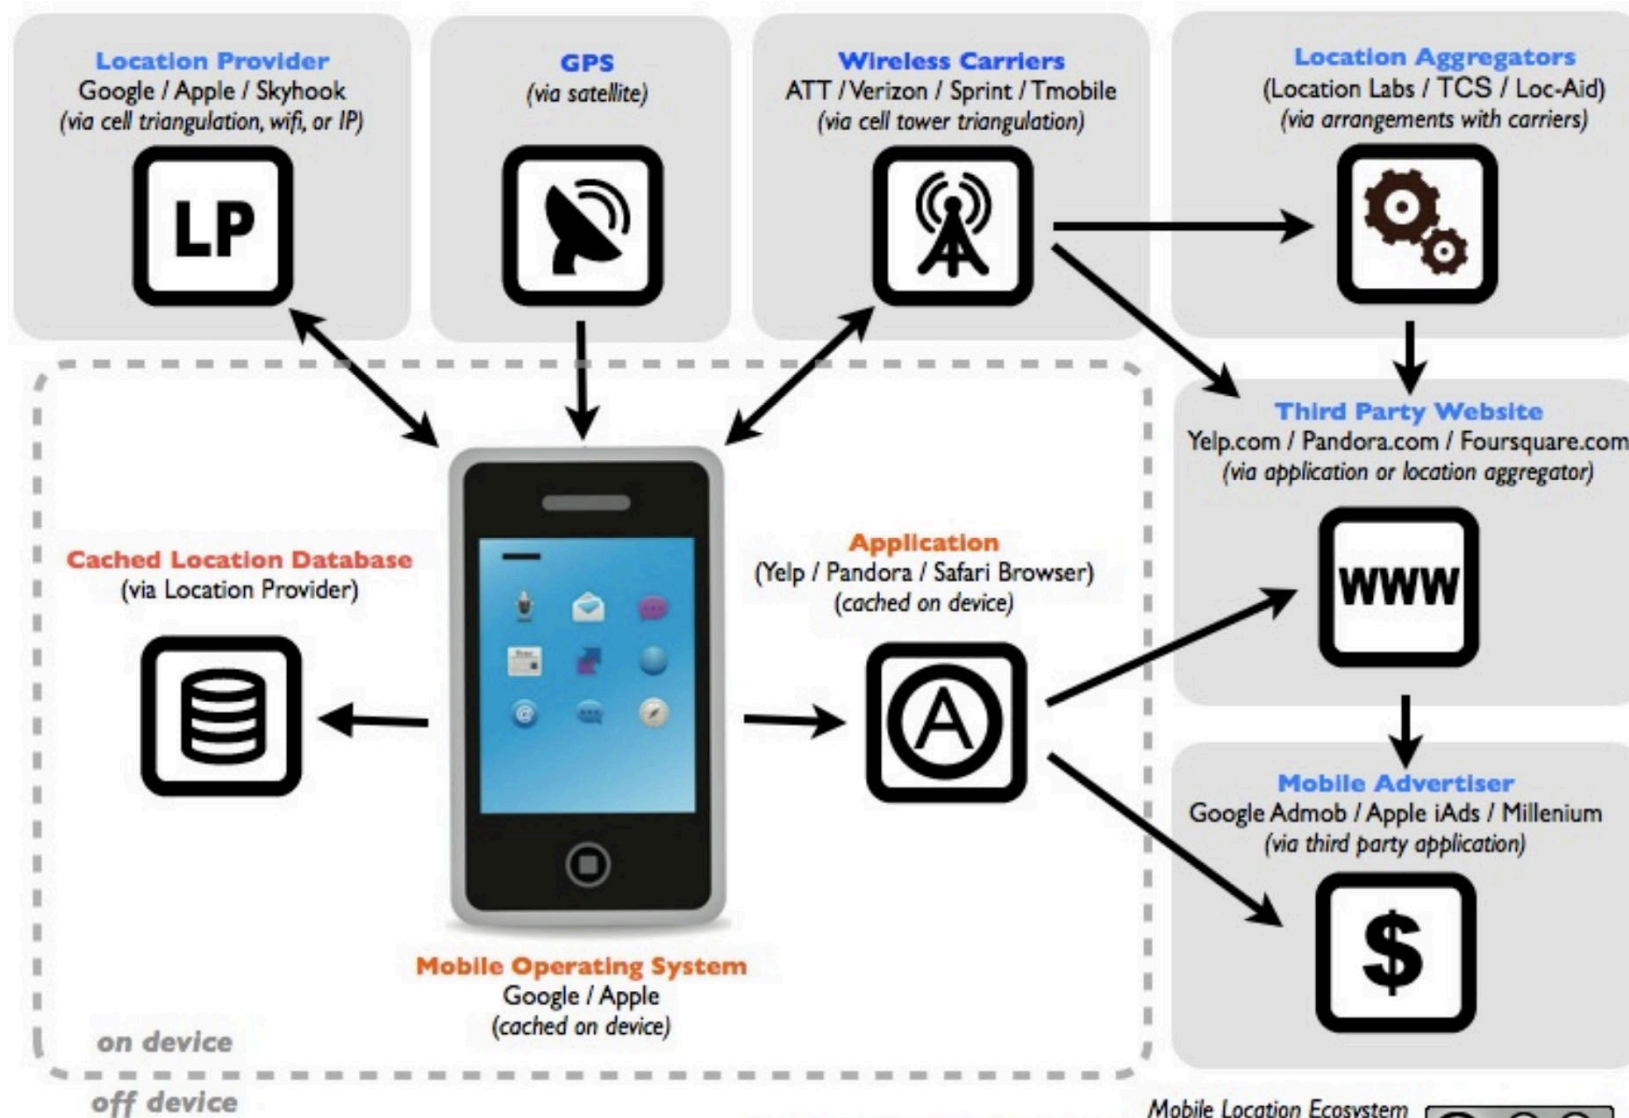 Location Provider
Google / Apple / Skyhook
(via cell triangulation, wifi, or IP)
LP
GPS
(via satellite)
Wireless Carriers
ATT / Verizon / Sprint / Tmobile
(via cell tower triangulation)
Location Aggregators
(Location Labs / TCS / Loc-Aid)
(via arrangements with carriers)
Third Party Website
Yelp.com / Pandora.com / Foursquare.com
(via application or location aggregator)
WWW
Cached Location Database
(via Location Provider)
Application
(Yelp / Pandora / Safari Browser)
(cached on device)
A
@
Mobile Advertiser
Google Admob / Apple iAds / Millenium
(via third party application)
$
Mobile Operating System
Google / Apple
(cached on device)
on device
off device
Mobile Location Ecosystem